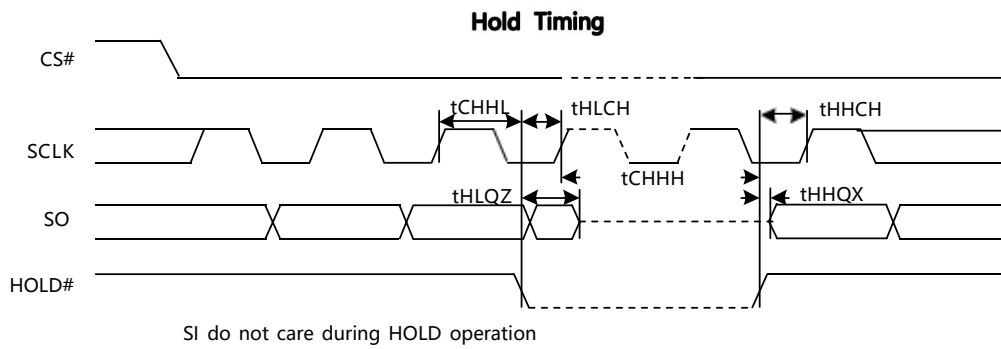 Hold Timing
CS#
tCHHL tHLCH tHHCH
SCLK
tCHHH
tHLQZ tHHQX
SO
HOLD#
SI do not care during HOLD operation